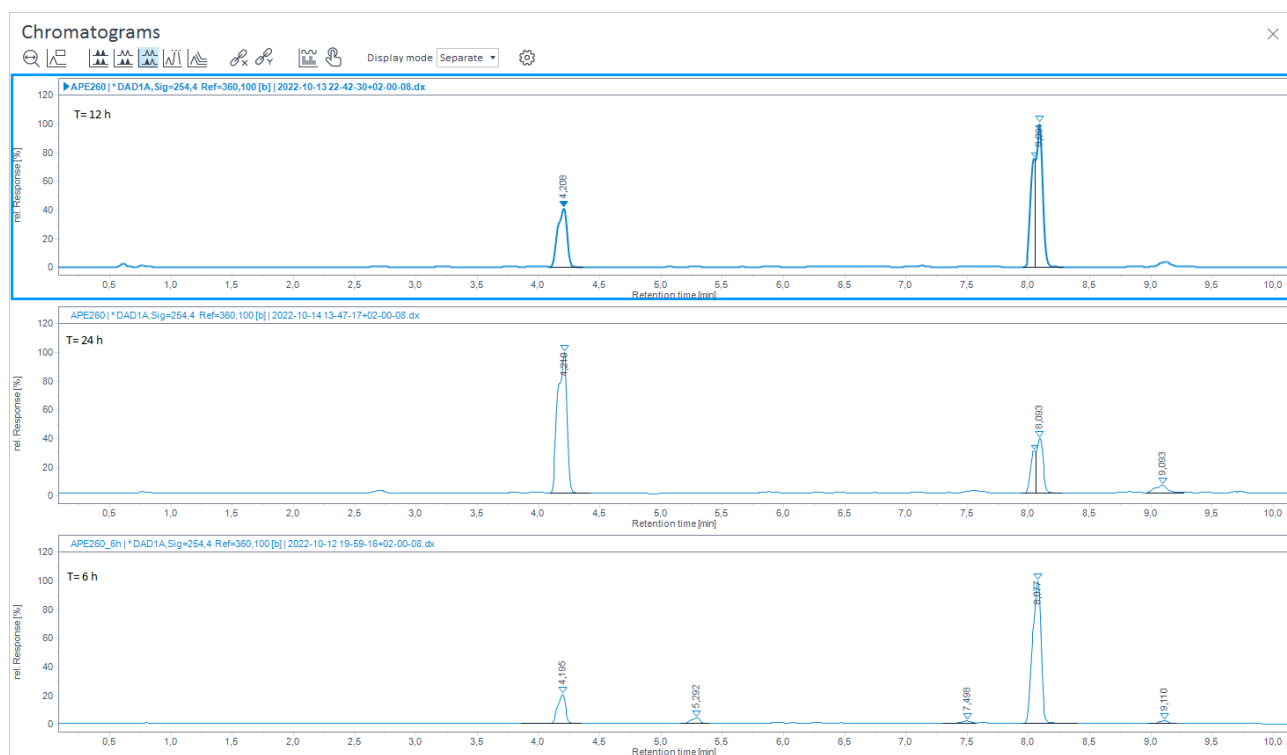 Chromatograms
Display mode Separate
APE260 | * DAD1A,Sig=254,4 Ref=360,100 [b] | 2022-10-13 22-42-30+02-00-08.dx
T= 12 h
rel. Response [%]
120
100
80
60
40
20
0
4,208
0,5 1,0 1,5 2,0 2,5 3,0 3,5 4,0 4,5 5,0 5,5 6,0 6,5 7,0 7,5 8,0 8,5 9,0 9,5 10,0
Retention time [min]
APE260 | * DAD1A,Sig=254,4 Ref=360,100 [b] | 2022-10-14 13-47-17+02-00-08.dx
T= 24 h
rel. Response [%]
120
100
80
60
40
20
0
8,093
9,093
0,5 1,0 1,5 2,0 2,5 3,0 3,5 4,0 4,5 5,0 5,5 6,0 6,5 7,0 7,5 8,0 8,5 9,0 9,5 10,0
Retention time [min]
APE260_6h | * DAD1A,Sig=254,4 Ref=360,100 [b] | 2022-10-12 19-59-16+02-00-08.dx
T= 6 h
rel. Response [%]
120
100
80
60
40
20
0
4,195
5,292
7,498
8,077
9,110
0,5 1,0 1,5 2,0 2,5 3,0 3,5 4,0 4,5 5,0 5,5 6,0 6,5 7,0 7,5 8,0 8,5 9,0 9,5 10,0
Retention time [min]